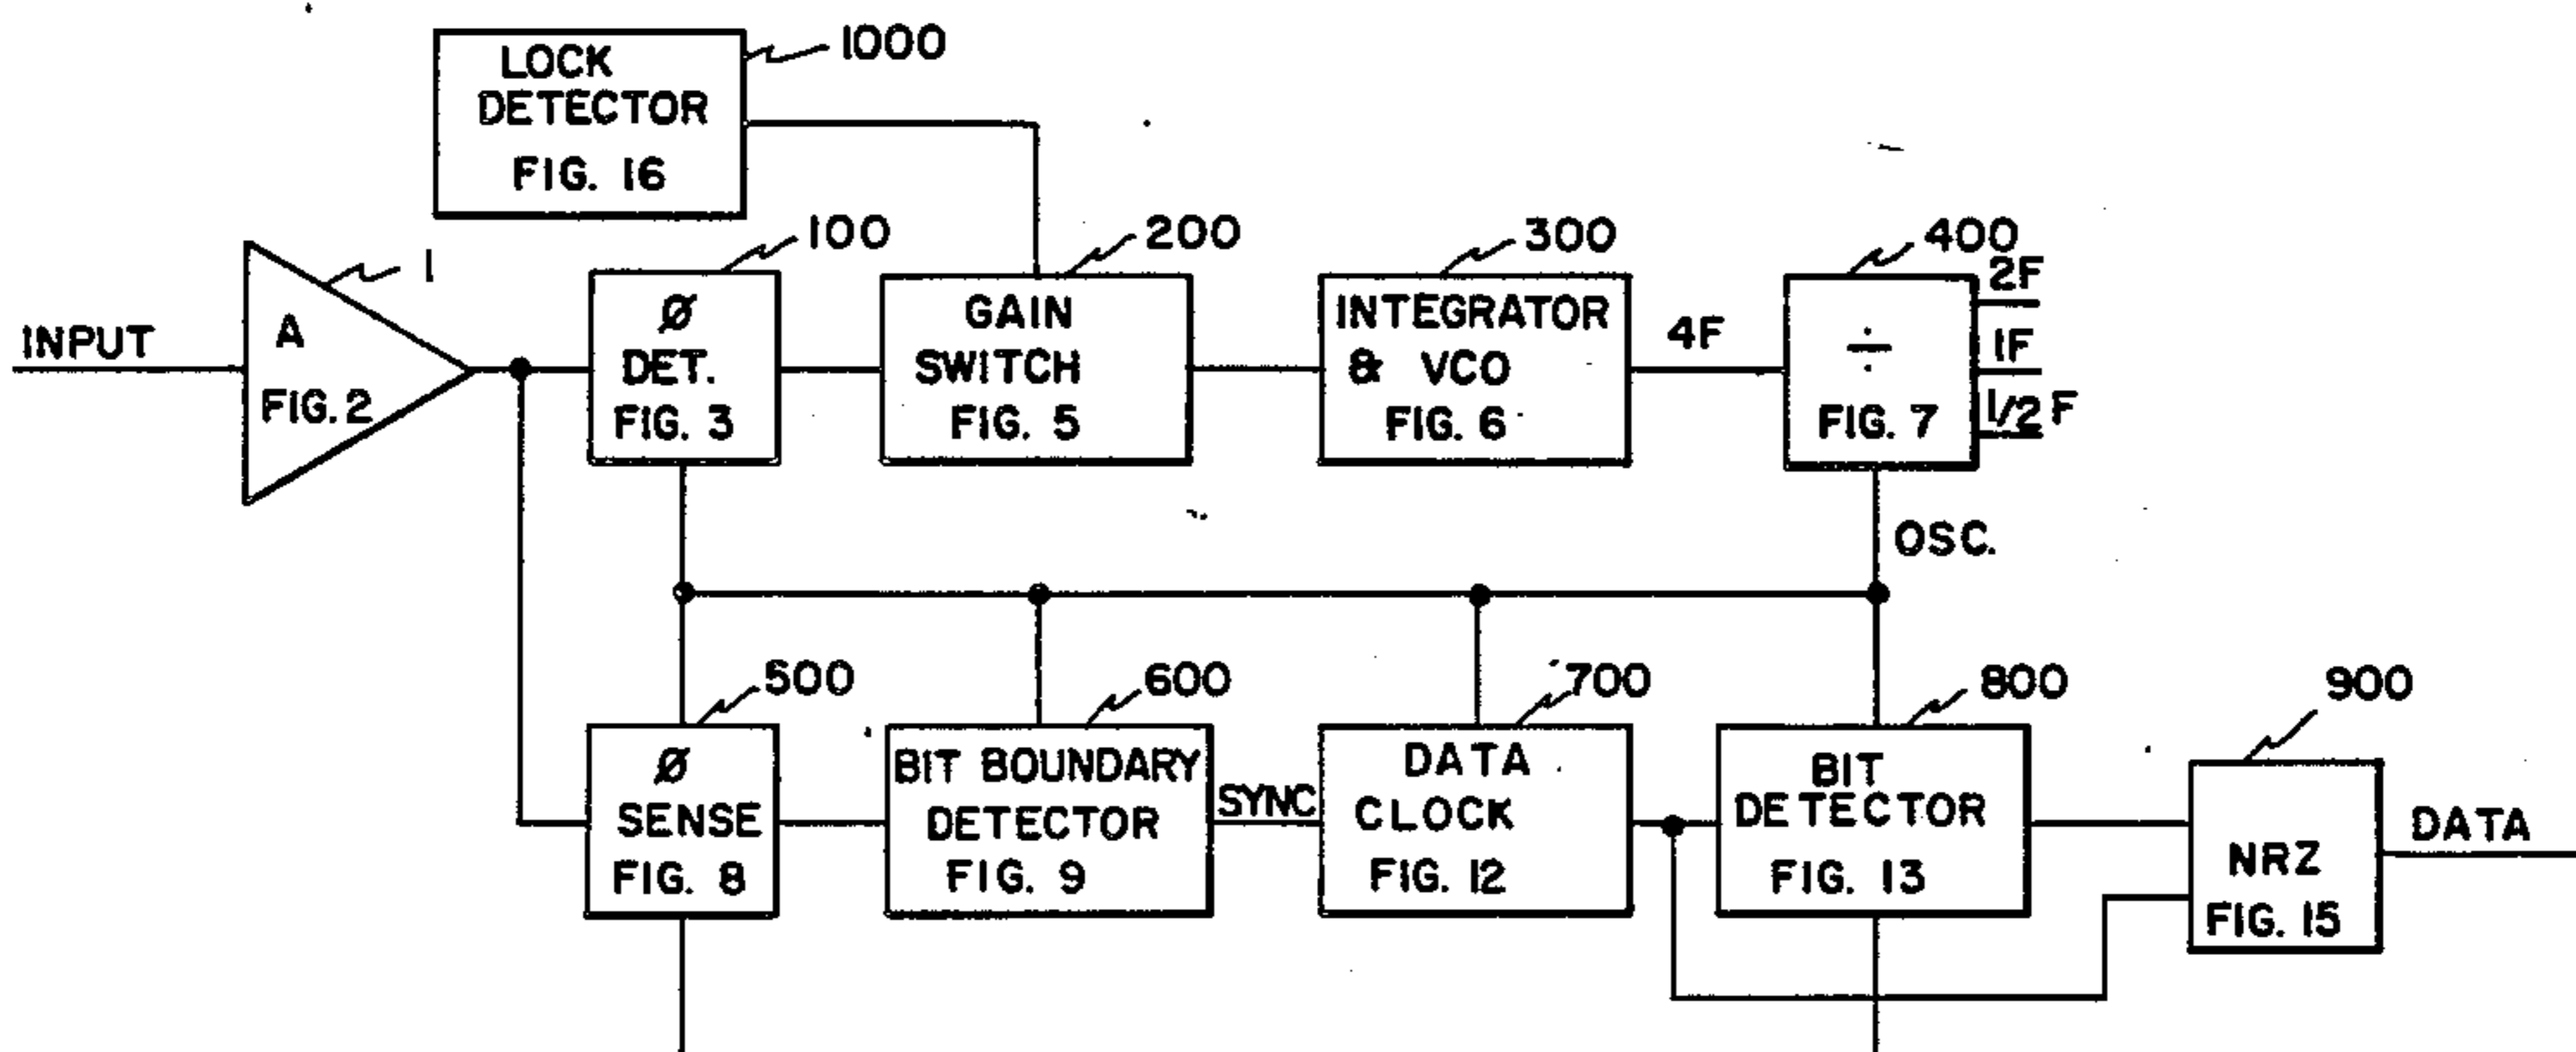 LOCK
DETECTOR
FIG. 16
1000
INPUT
A
FIG. 2
1
Ø
DET.
FIG. 3
100
GAIN
SWITCH
FIG. 5
200
INTEGRATOR
& VCO
FIG. 6
300
4F
÷
FIG. 7
400
2F
1F
1/2 F
OSC.
Ø
SENSE
FIG. 8
500
BIT BOUNDARY
DETECTOR
FIG. 9
600
SYNC
DATA
CLOCK
FIG. 12
700
BIT
DETECTOR
FIG. 13
800
NRZ
FIG. 15
900
DATA